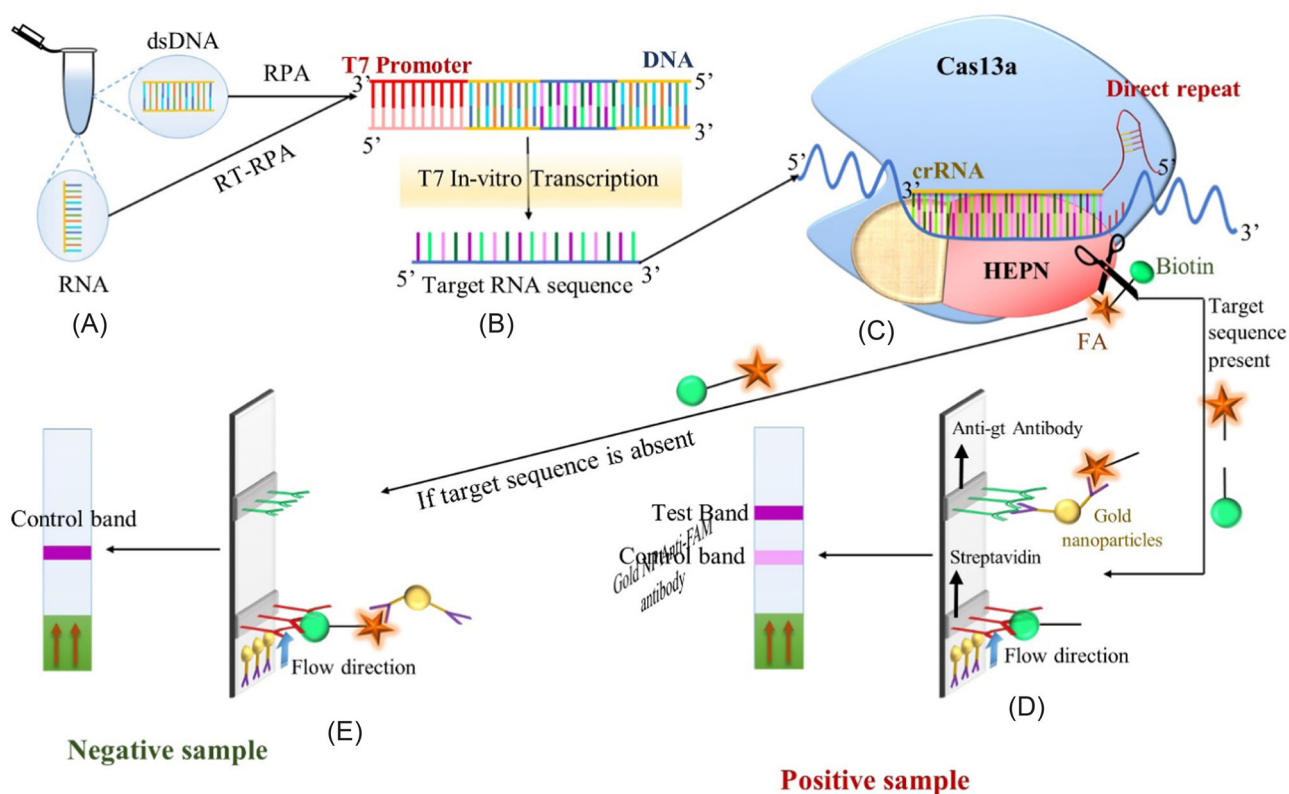 dsDNA
RPA
RT-RPA
RNA
(A)
T7 Promoter
DNA
3’
5’
5’
3’
T7 In-vitro Transcription
5’
3’
Target RNA sequence
(B)
Cas13a
Direct repeat
5’
crRNA
3’
5’
3’
HEPN
Biotin
FA
(C)
Target
sequence
present
If target sequence is absent
Anti-gt Antibody
Gold
nanoparticles
Streptavidin
Flow direction
(D)
Test Band
Control band
Gold NP/Anti-FAM
antibody
Positive sample
Control band
Flow direction
(E)
Negative sample